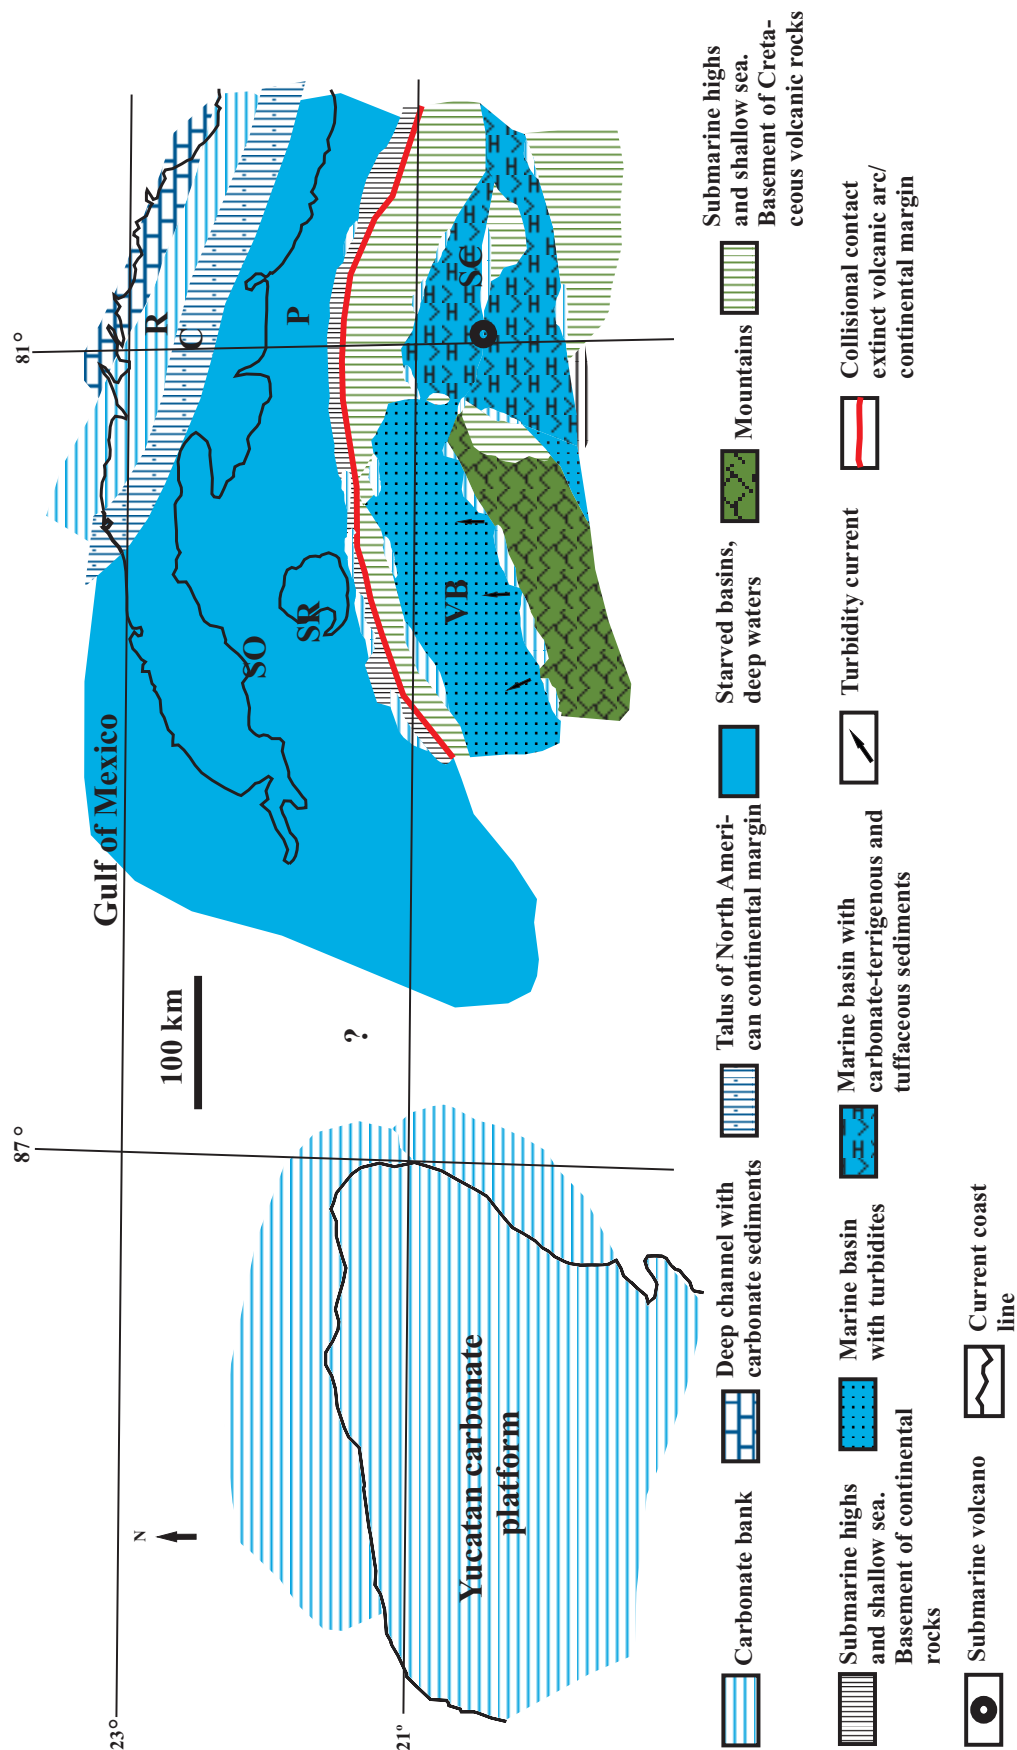 87°
81°
23°
21°
N
Gulf of Mexico
100 km
?
Yucatan carbonate
platform
R
C
P
SO
SR
VB
SC
Carbonate bank
Deep channel with
carbonate sediments
Talus of North Ameri-
can continental margin
Starved basins,
deep waters
Mountains
Submarine highs
and shallow sea.
Basement of Creta-
ceous volcanic rocks
Submarine highs
and shallow sea.
Basement of continental
rocks
Marine basin
with turbidites
Marine basin with
carbonate-terrigenous and
tuffaceous sediments
Turbidity current
Collisional contact
extinct volcanic arc/
continental margin
Submarine volcano
Current coast
line